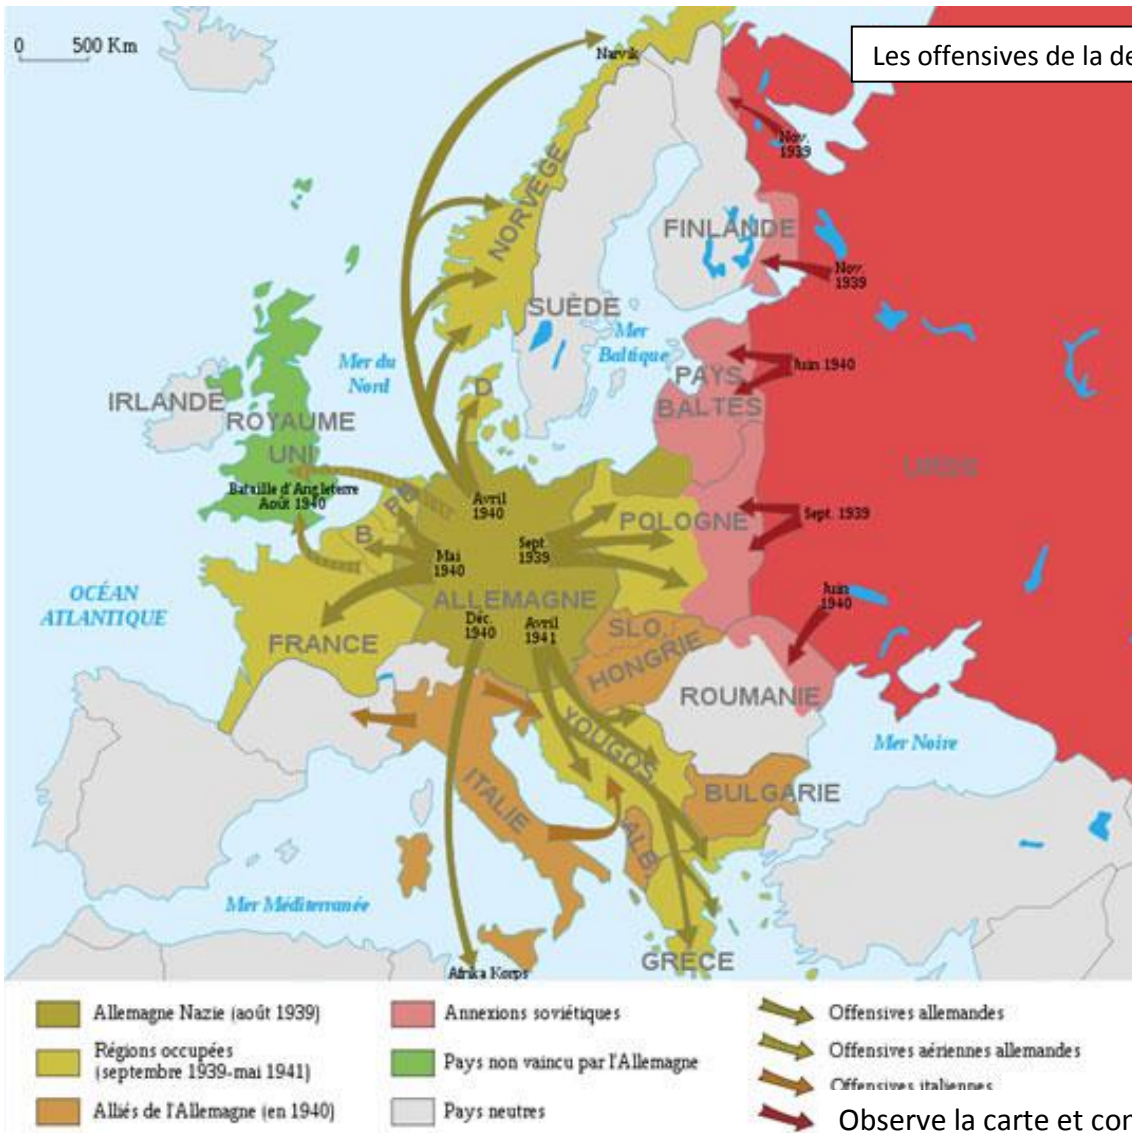 0 500 Km
Les offensives de la de
Narvik
Nov.
1939
NORVÈGE
FINLANDE
Nov.
1939
SUÈDE
Mer
Baltique
Mer du
Nord
Juin 1940
PAYS
BALTES
D
IRLANDE
ROYAUME
UNI
URSS
Bataille d'Angleterre
Août 1940
PB
Avril
1940
B
POLOGNE
Sept. 1939
Sept.
1939
Mai
1940
OCÉAN
ATLANTIQUE
ALLEMAGNE
Juin
1940
Déc.
1940
Avril
1941
SLO.
FRANCE
HONGRIE
ROUMANIE
YOUGOS
Mer Noire
ITALIE
BULGARIE
ALB
Mer Méditerranée
GRÈCE
Afrika Korps
Allemagne Nazie (août 1939)
Régions occupées
(septembre 1939-mai 1941)
Alliés de l'Allemagne (en 1940)
Annexions soviétiques
Pays non vaincu par l'Allemagne
Pays neutres
Offensives allemandes
Offensives aériennes allemandes
Offensives italiennes
Observe la carte et con